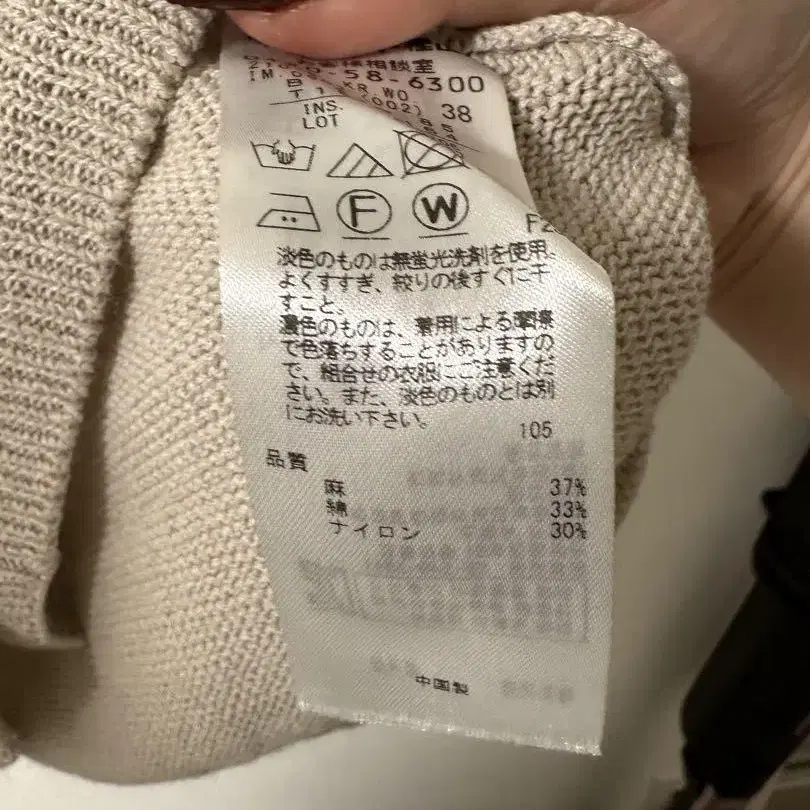 相談室
58-6300
INS.
LOT
(002) 38
F
W
淡色のものは無蛍光洗剤を使用。
よくすすぎ、絞りの後すぐに干
すこと。
濃色のものは、着用による摩擦
で色落ちすることがありますの
で、組合せの衣服にご注意くだ
さい。また、淡色のものとは別
にお洗い下さい。
105
品質
麻 37%
綿 33%
ナイロン 30%
中国製